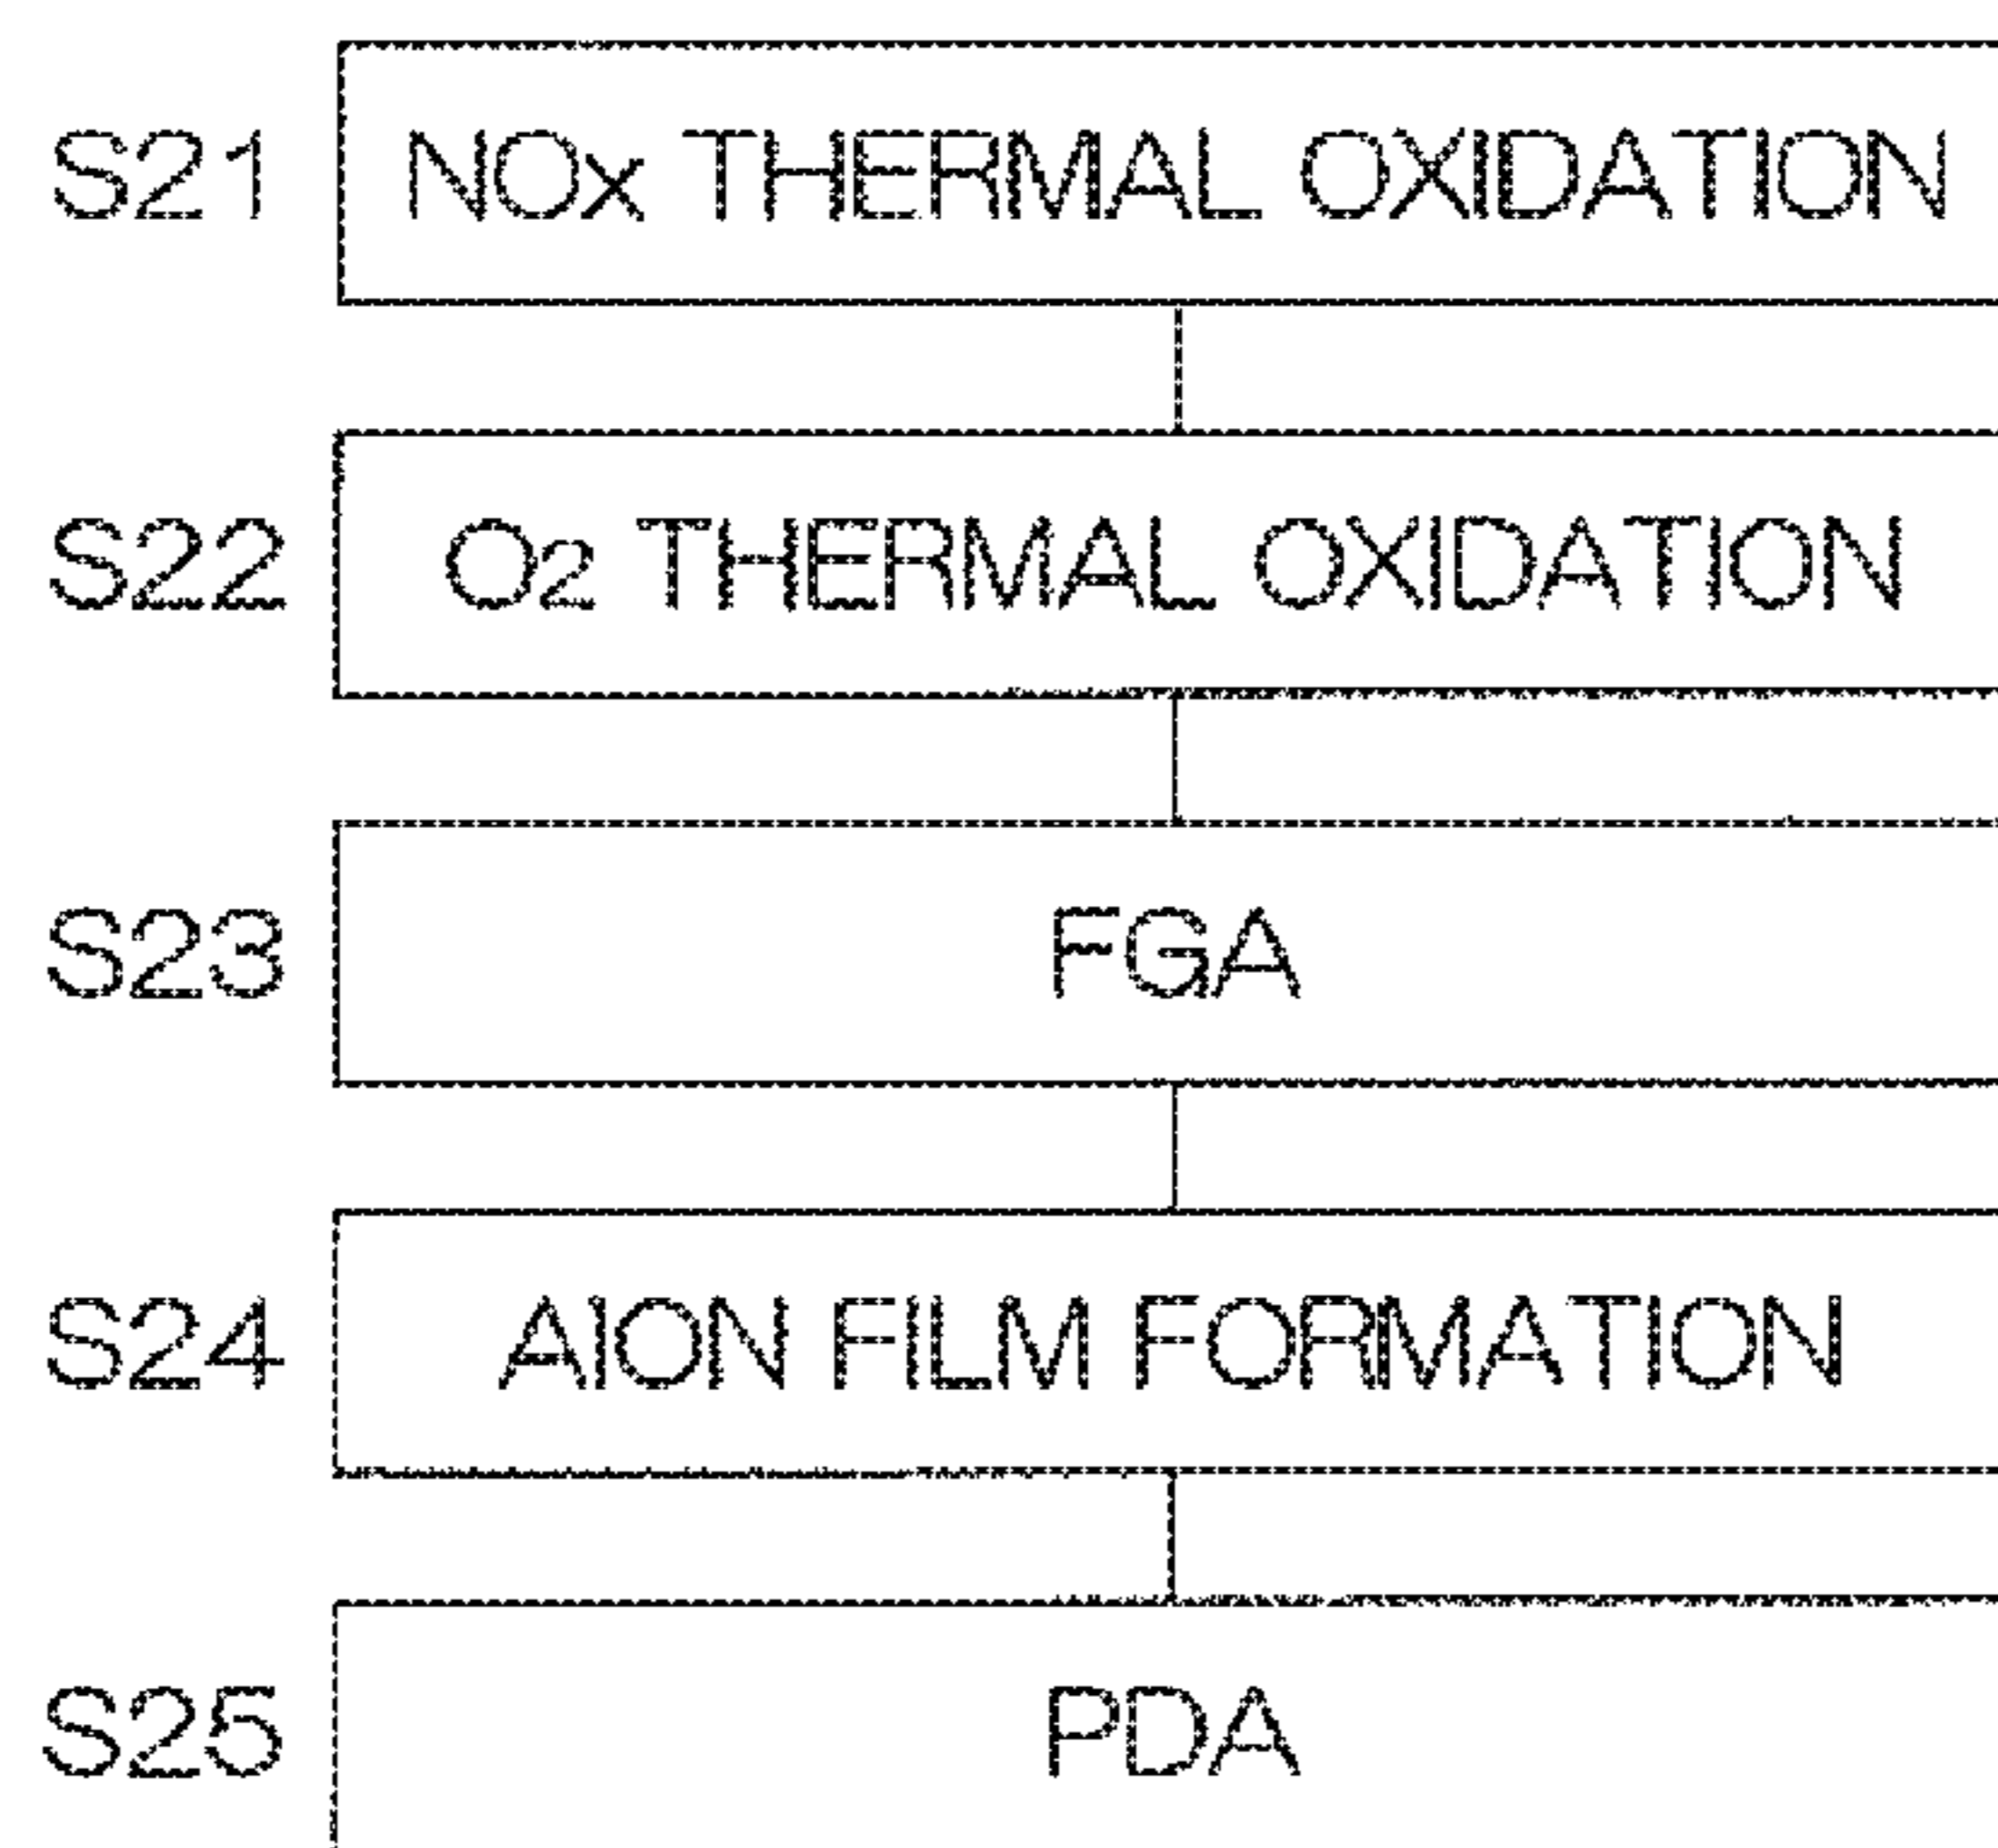 S21 NOx THERMAL OXIDATION
S22 O2 THERMAL OXIDATION
S23 FGA
S24 AlON FILM FORMATION
S25 PDA